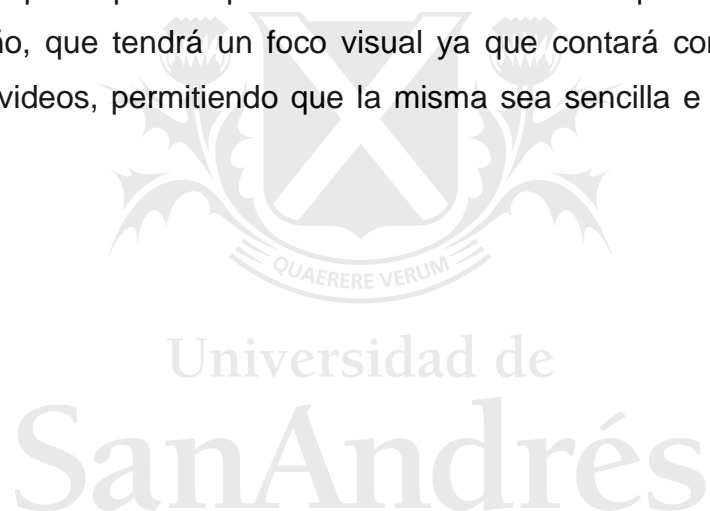 ño, que tendrá un foco visual ya que contará con
videos, permitiendo que la misma sea sencilla e
QUAERERE VERUM
Universidad de
SanAndrés